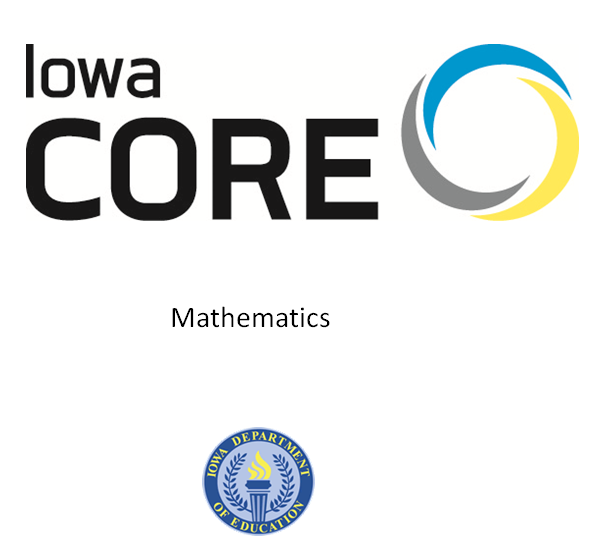 Iowa
CORE
Mathematics
IOWA DEPARTMENT
OF EDUCATION